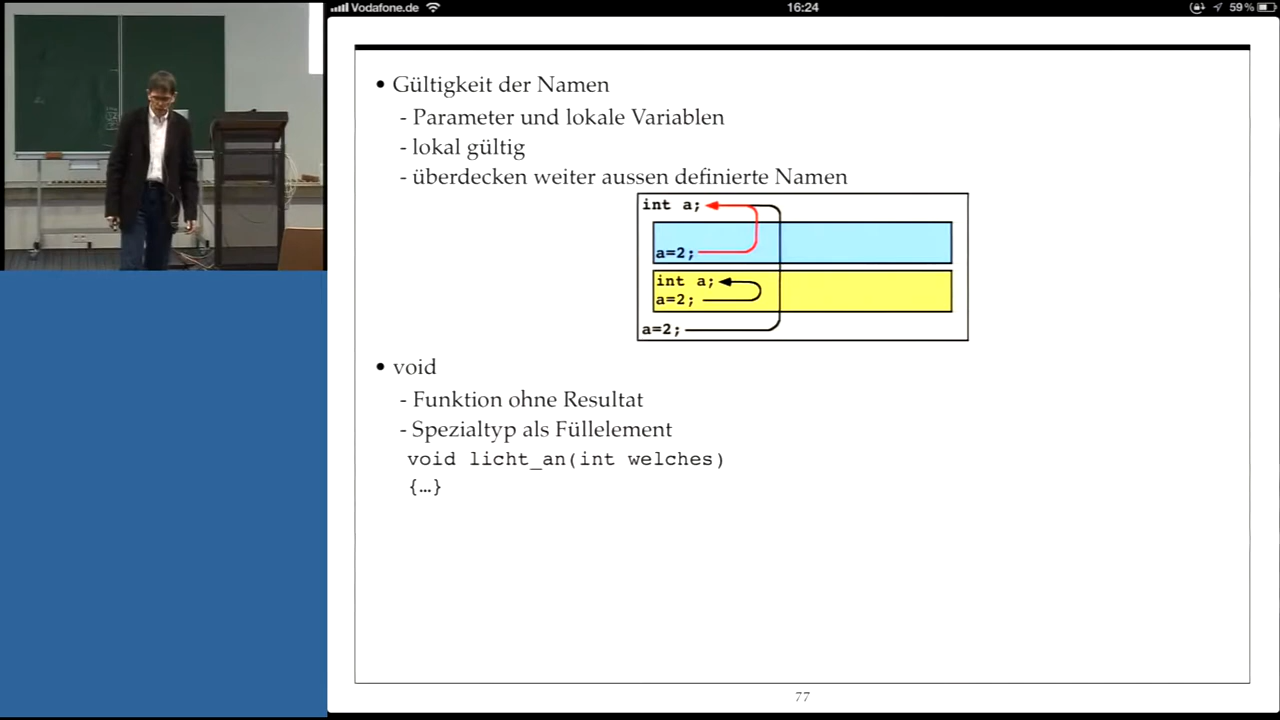 Vodafone.de 16:24 59%
• Gültigkeit der Namen
- Parameter und lokale Variablen
- lokal gültig
- überdecken weiter aussen definierte Namen
int a;
a=2;
int a;
a=2;
a=2;
• void
- Funktion ohne Resultat
- Spezialtyp als Füllelement
void licht_an(int welches)
{…}
77